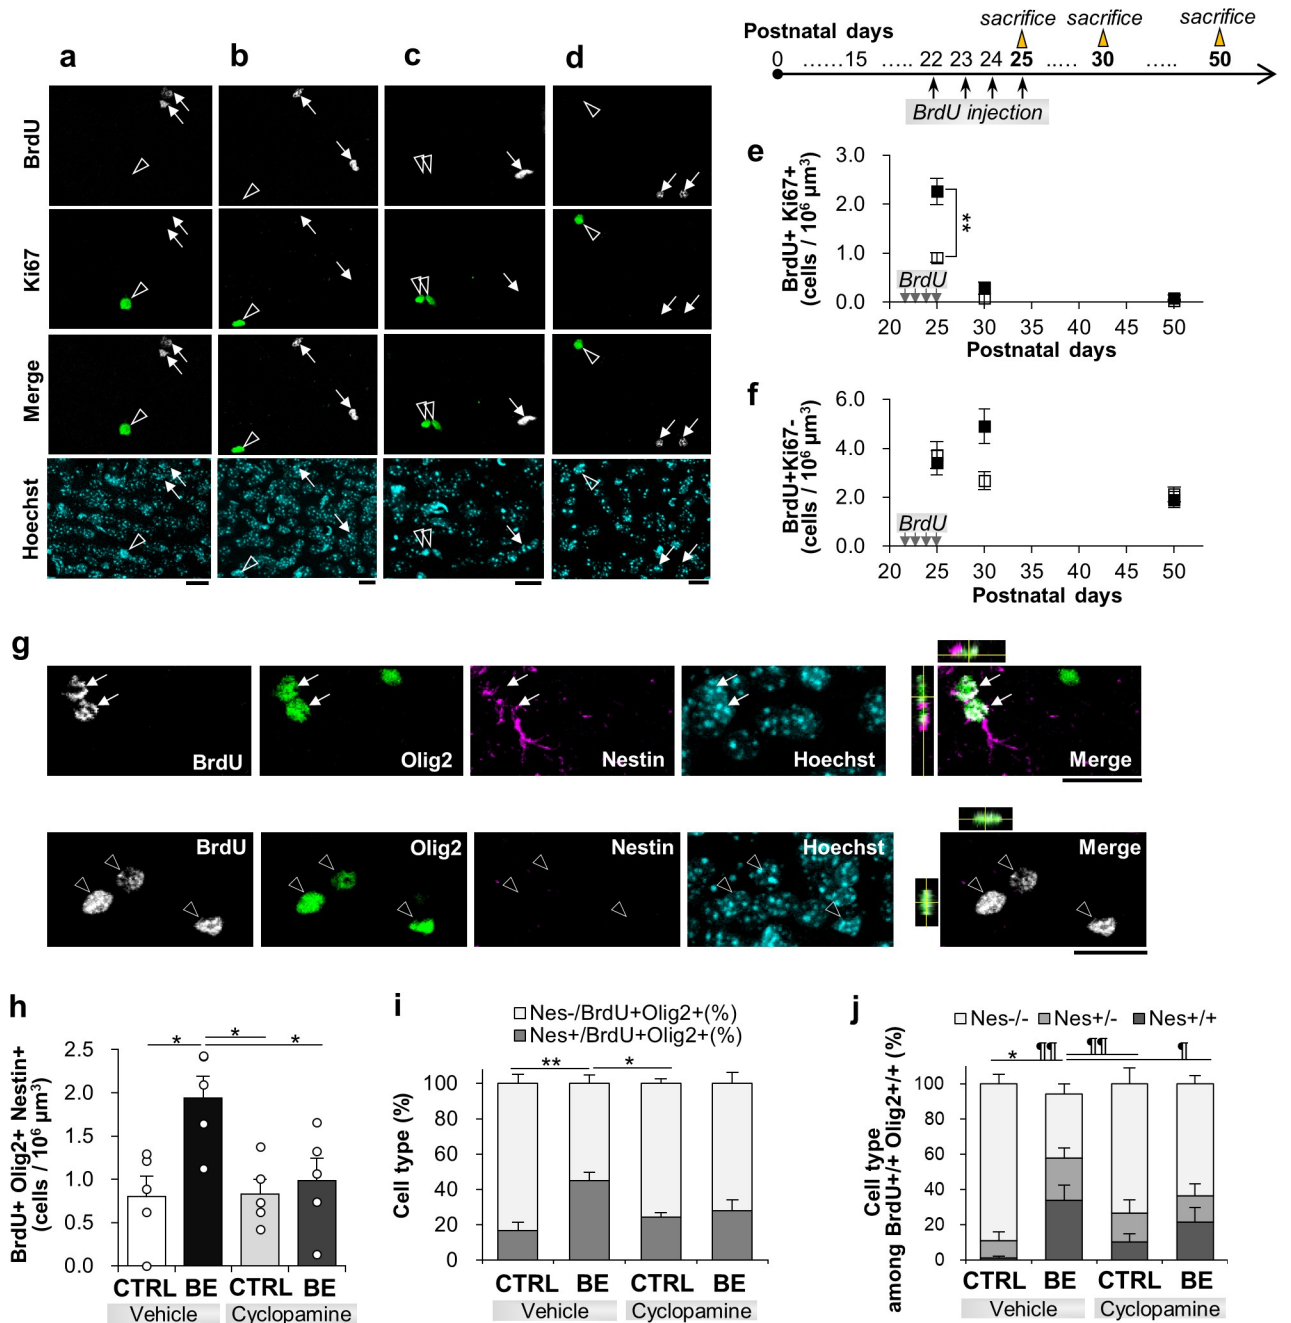 a b c d
BrdU
Ki67
Merge
Hoechst
sacrifice sacrifice sacrifice
Postnatal days
0 ......15 ..... 22 23 24 25 ..... 30 ..... 50
BrdU injection
e
BrdU+ Ki67+
(cells / 10⁶ µm³)
3.0
2.0
1.0
0.0
**
BrdU
20 25 30 35 40 45 50
Postnatal days
f
BrdU+Ki67-
(cells / 10⁶ µm³)
6.0
4.0
2.0
0.0
BrdU
20 25 30 35 40 45 50
Postnatal days
g
BrdU Olig2 Nestin Hoechst Merge
BrdU Olig2 Nestin Hoechst Merge
h
BrdU+ Olig2+ Nestin+
(cells / 10⁶ µm³)
2.5
2.0
1.5
1.0
0.5
0.0
* * *
CTRL BE CTRL BE
Vehicle Cyclopamine
i
Nes-/BrdU+Olig2+(%)
Nes+/BrdU+Olig2+(%)
** *
Cell type (%)
100
80
60
40
20
0
CTRL BE CTRL BE
Vehicle Cyclopamine
j
Nes-/- Nes+/- Nes+/+
* ¶¶ ¶¶ ¶
Cell type
among BrdU+/+ Olig2+/+ (%)
100
80
60
40
20
0
CTRL BE CTRL BE
Vehicle Cyclopamine